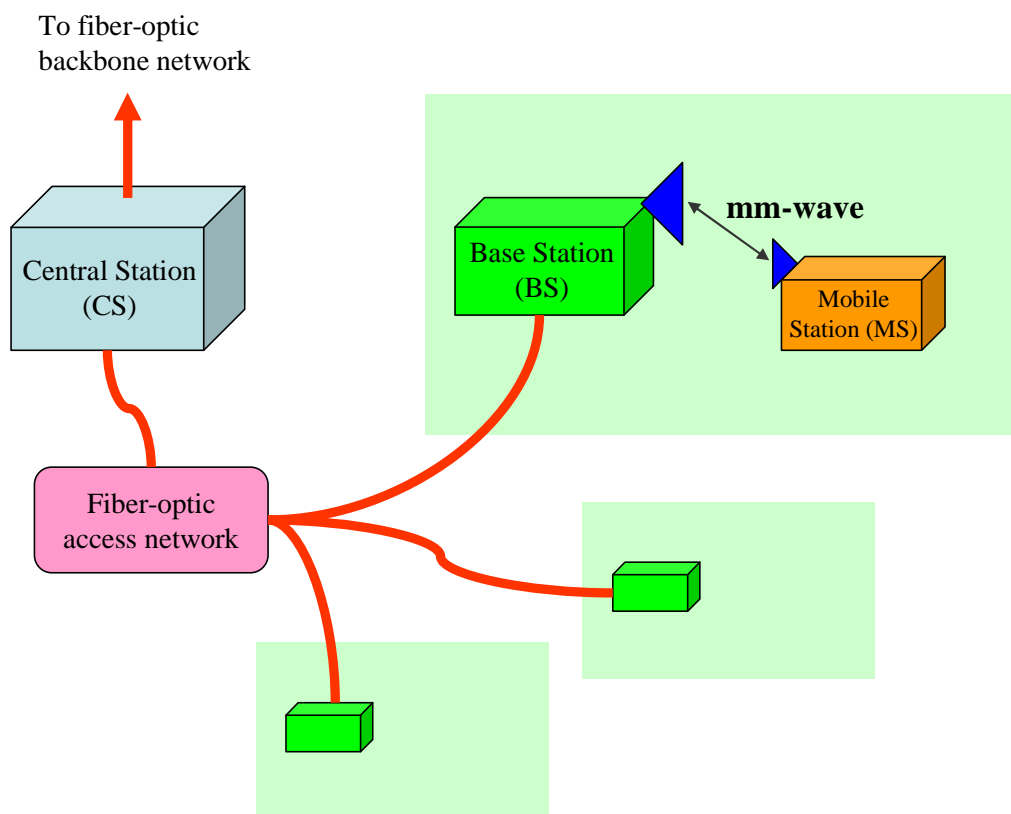 To fiber-optic
backbone network
Central Station
(CS)
Base Station
(BS)
mm-wave
Mobile
Station (MS)
Fiber-optic
access network